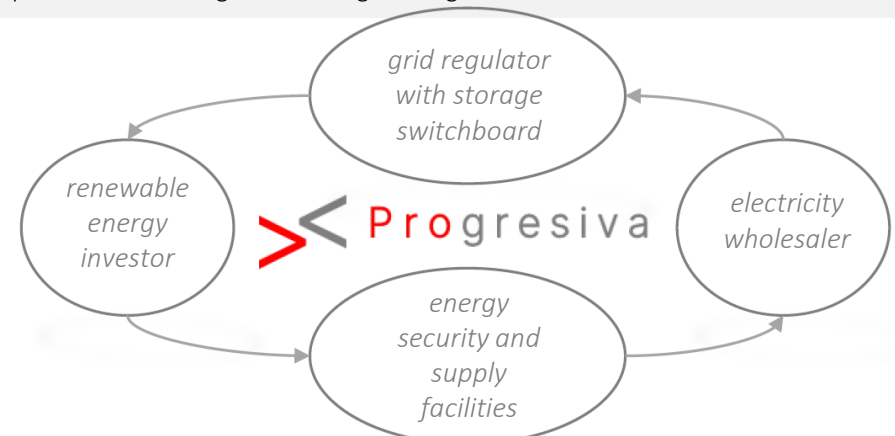 grid regulator
with storage
switchboard
renewable
energy
investor
Progresiva
electricity
wholesaler
energy
security and
supply
facilities